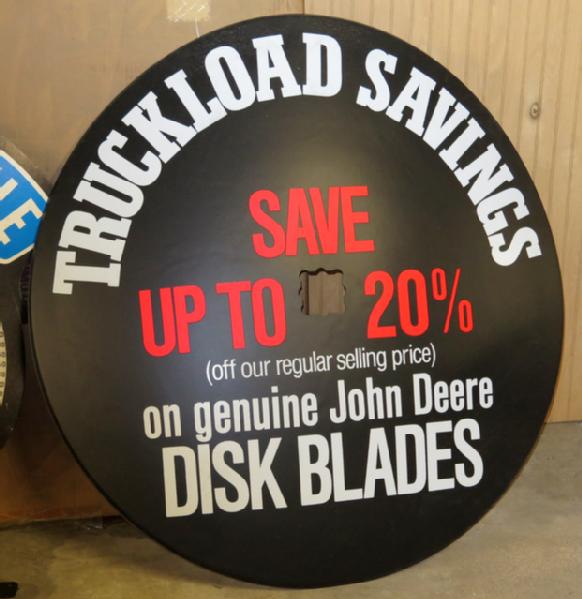 TRUCKLOAD SAVINGS
SAVE
UP TO 20%
(off our regular selling price)
on genuine John Deere
DISK BLADES